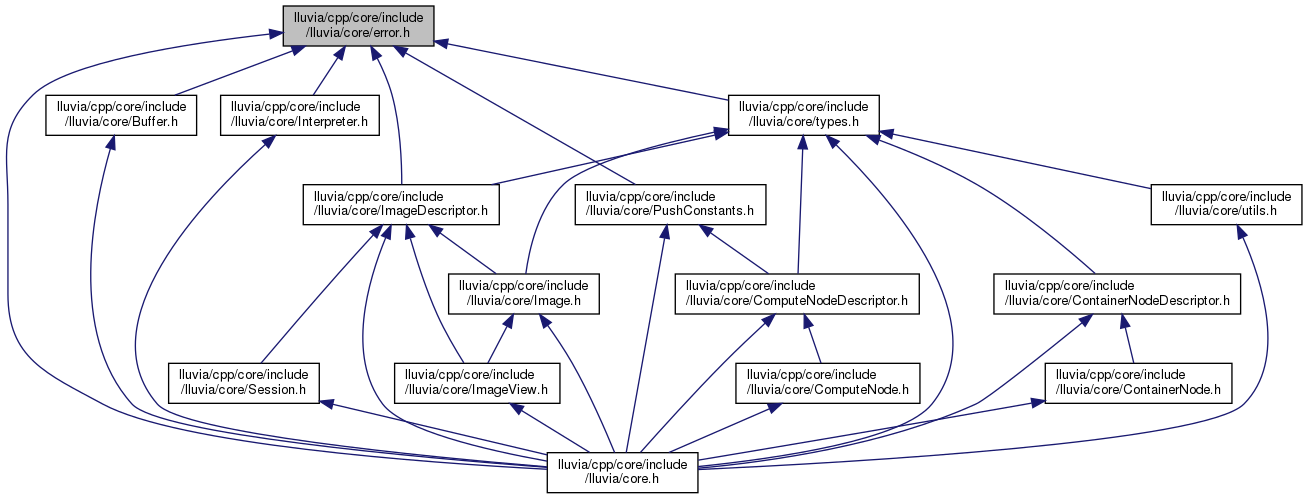 lluvia/cpp/core/include
/lluvia/core/error.h
lluvia/cpp/core/include
/lluvia/core/Buffer.h
lluvia/cpp/core/include
/lluvia/core/Interpreter.h
lluvia/cpp/core/include
/lluvia/core/types.h
lluvia/cpp/core/include
/lluvia/core/ImageDescriptor.h
lluvia/cpp/core/include
/lluvia/core/PushConstants.h
lluvia/cpp/core/include
/lluvia/core/utils.h
lluvia/cpp/core/include
/lluvia/core/Image.h
lluvia/cpp/core/include
/lluvia/core/ComputeNodeDescriptor.h
lluvia/cpp/core/include
/lluvia/core/ContainerNodeDescriptor.h
lluvia/cpp/core/include
/lluvia/core/Session.h
lluvia/cpp/core/include
/lluvia/core/ImageView.h
lluvia/cpp/core/include
/lluvia/core/ComputeNode.h
lluvia/cpp/core/include
/lluvia/core/ContainerNode.h
lluvia/cpp/core/include
/lluvia/core.h